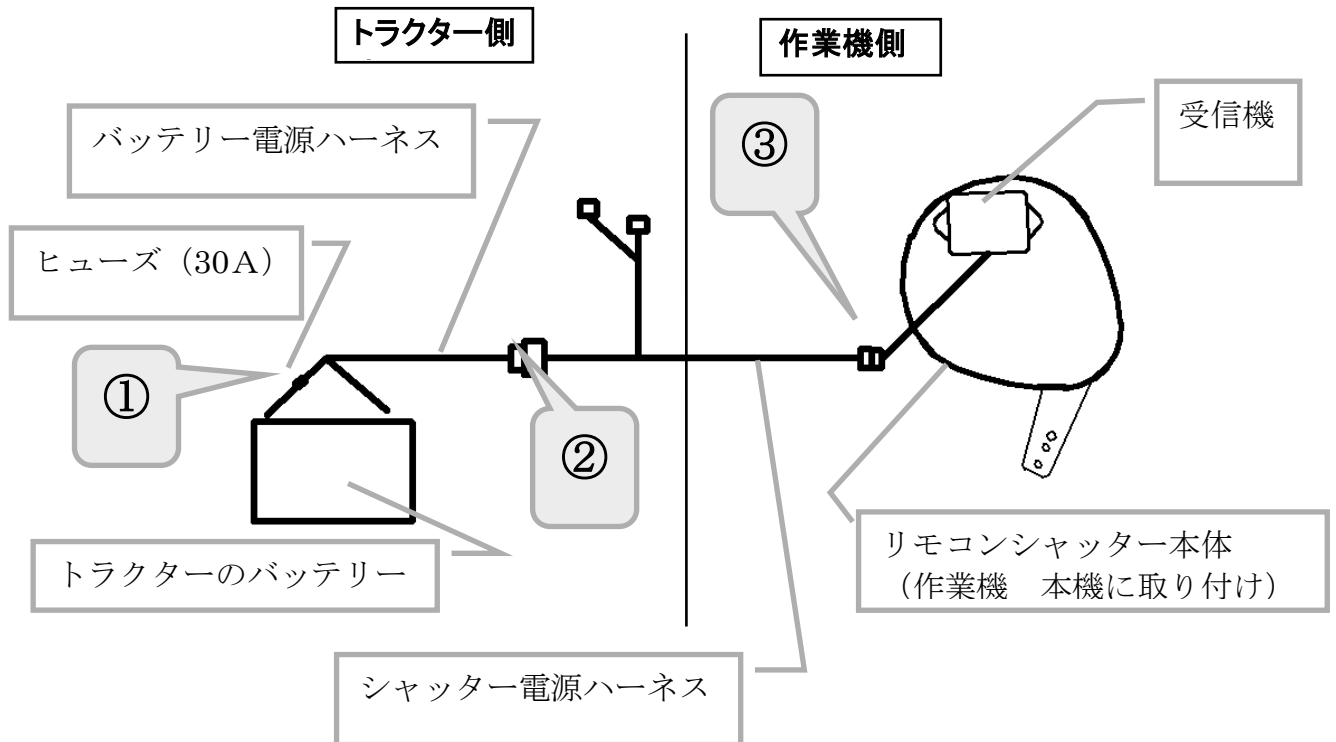 トラクター側
作業機側
バッテリー電源ハーネス
③
受信機
ヒューズ（30A）
①
②
トラクターのバッテリー
リモコンシャッター本体
（作業機　本機に取り付け）
シャッター電源ハーネス